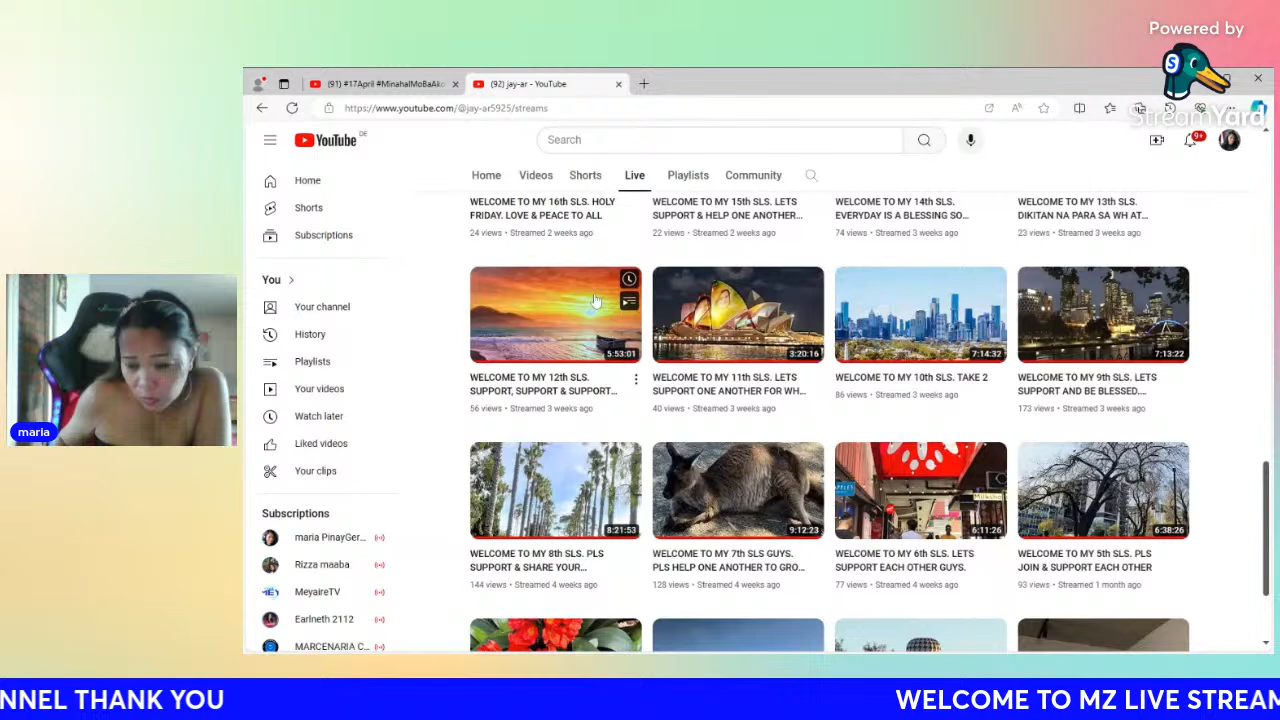 Powered by
StreamYard
(91) #17April #MinahalMoBaAko
(92) jay-ar - YouTube
https://www.youtube.com/@jay-ar5925/streams
YouTube DE
Search
9+
Home Videos Shorts Live Playlists Community
Home
Shorts
Subscriptions
You
Your channel
History
Playlists
Your videos
Watch later
Liked videos
Your clips
Subscriptions
maria PinayGer...
Rizza maaba
MeyaireTV
Earlneth 2112
MARCENARIA C...
WELCOME TO MY 16th SLS. HOLY
FRIDAY. LOVE & PEACE TO ALL
24 views • Streamed 2 weeks ago
WELCOME TO MY 15th SLS. LETS
SUPPORT & HELP ONE ANOTHER...
22 views • Streamed 2 weeks ago
WELCOME TO MY 14th SLS.
EVERYDAY IS A BLESSING SO...
74 views • Streamed 3 weeks ago
WELCOME TO MY 13th SLS.
DIKITAN NA PARA SA WH AT...
23 views • Streamed 3 weeks ago
5:53:01
WELCOME TO MY 12th SLS.
SUPPORT, SUPPORT & SUPPORT...
56 views • Streamed 3 weeks ago
3:20:16
WELCOME TO MY 11th SLS. LETS
SUPPORT ONE ANOTHER FOR WH...
40 views • Streamed 3 weeks ago
7:14:32
WELCOME TO MY 10th SLS. TAKE 2
86 views • Streamed 3 weeks ago
7:13:22
WELCOME TO MY 9th SLS. LETS
SUPPORT AND BE BLESSED....
173 views • Streamed 3 weeks ago
8:21:53
WELCOME TO MY 8th SLS. PLS
SUPPORT & SHARE YOUR...
144 views • Streamed 4 weeks ago
9:12:23
WELCOME TO MY 7th SLS GUYS.
PLS HELP ONE ANOTHER TO GRO...
128 views • Streamed 4 weeks ago
6:11:26
WELCOME TO MY 6th SLS. LETS
SUPPORT EACH OTHER GUYS.
77 views • Streamed 4 weeks ago
6:38:26
WELCOME TO MY 5th SLS. PLS
JOIN & SUPPORT EACH OTHER
93 views • Streamed 1 month ago
maria
NNEL THANK YOU
WELCOME TO MZ LIVE STREAM